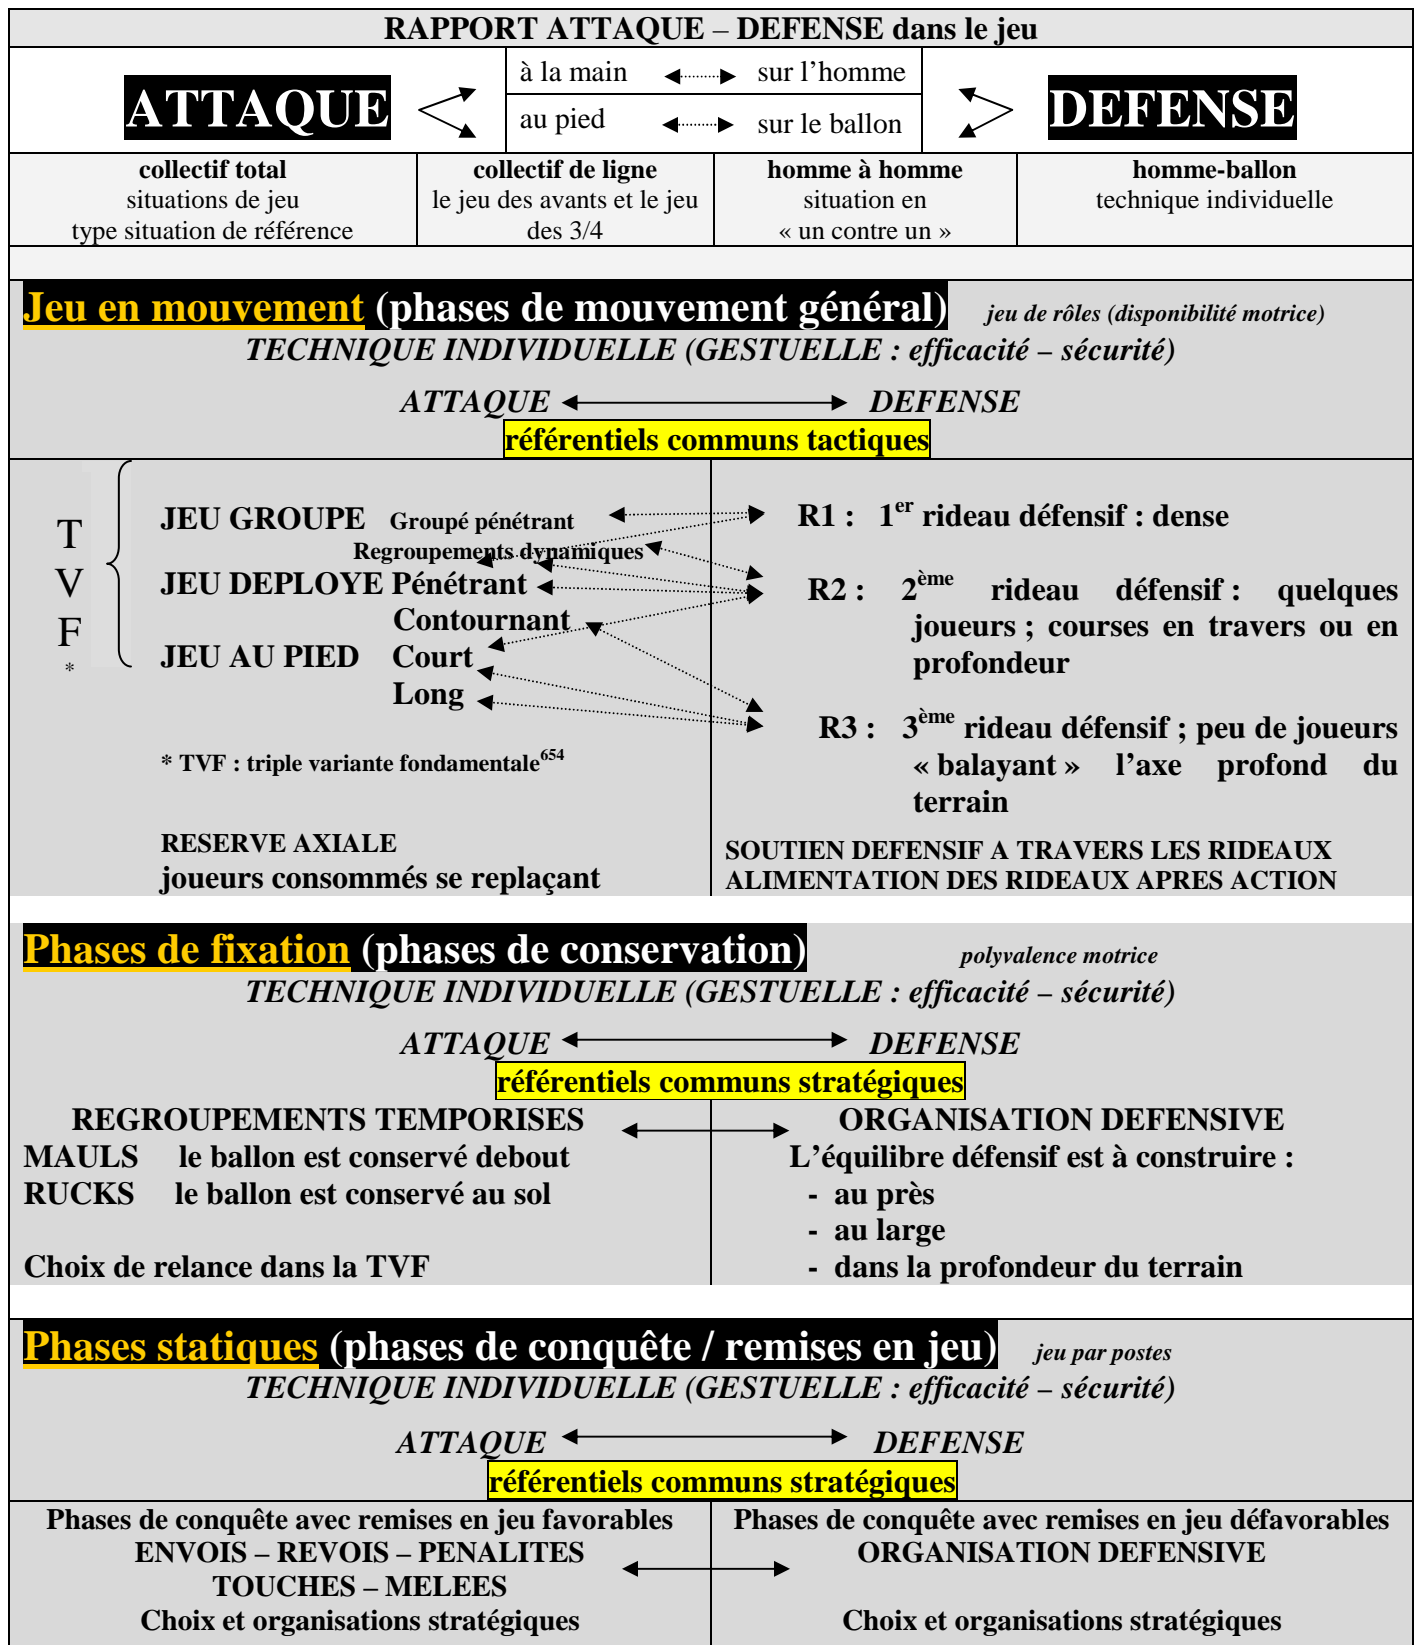 RAPPORT ATTAQUE – DEFENSE dans le jeu
ATTAQUE
à la main
sur l'homme
au pied
sur le ballon
DEFENSE
collectif total
situations de jeu
type situation de référence
collectif de ligne
le jeu des avants et le jeu
des 3/4
homme à homme
situation en
« un contre un »
homme-ballon
technique individuelle
Jeu en mouvement (phases de mouvement général) jeu de rôles (disponibilité motrice)
TECHNIQUE INDIVIDUELLE (GESTUELLE : efficacité – sécurité)
ATTAQUE DEFENSE
référentiels communs tactiques
T
V
F
*
JEU GROUPE Groupé pénétrant
Regroupements dynamiques
JEU DEPLOYE Pénétrant
Contournant
JEU AU PIED Court
Long
* TVF : triple variante fondamentale654
RESERVE AXIALE
joueurs consommés se replaçant
R1 : 1er rideau défensif : dense
R2 : 2ème rideau défensif : quelques
joueurs ; courses en travers ou en
profondeur
R3 : 3ème rideau défensif ; peu de joueurs
« balayant » l'axe profond du
terrain
SOUTIEN DEFENSIF A TRAVERS LES RIDEAUX
ALIMENTATION DES RIDEAUX APRES ACTION
Phases de fixation (phases de conservation) polyvalence motrice
TECHNIQUE INDIVIDUELLE (GESTUELLE : efficacité – sécurité)
ATTAQUE DEFENSE
référentiels communs stratégiques
REGROUPEMENTS TEMPORISES
MAULS le ballon est conservé debout
RUCKS le ballon est conservé au sol
Choix de relance dans la TVF
ORGANISATION DEFENSIVE
L'équilibre défensif est à construire :
- au près
- au large
- dans la profondeur du terrain
Phases statiques (phases de conquête / remises en jeu) jeu par postes
TECHNIQUE INDIVIDUELLE (GESTUELLE : efficacité – sécurité)
ATTAQUE DEFENSE
référentiels communs stratégiques
Phases de conquête avec remises en jeu favorables
ENVOIS – REVOIS – PENALITES
TOUCHES – MELEES
Choix et organisations stratégiques
Phases de conquête avec remises en jeu défavorables
ORGANISATION DEFENSIVE
Choix et organisations stratégiques